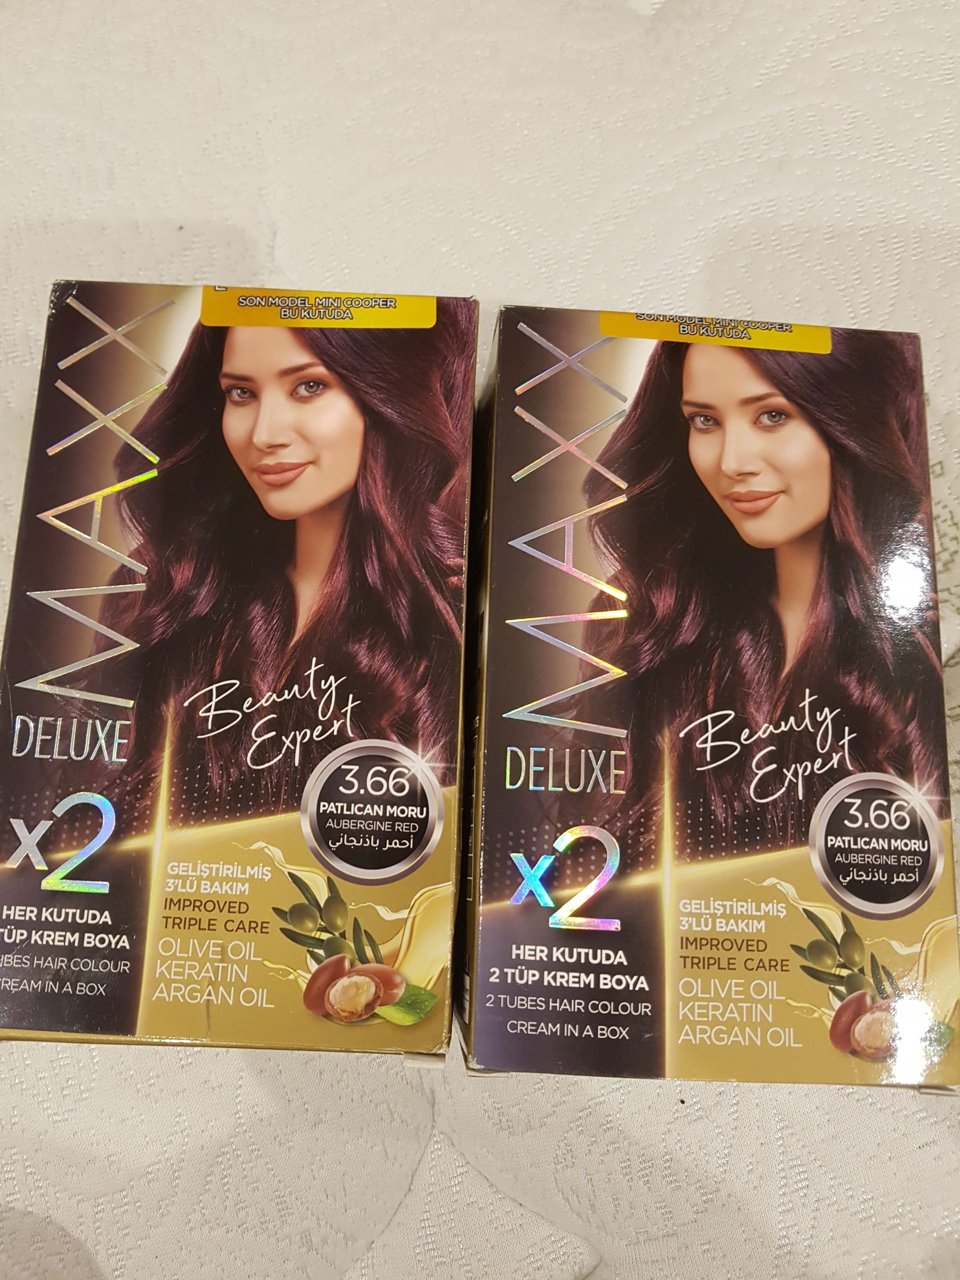 SON MODEL MINI COOPER
BU KUTUDA
MAXX
DELUXE
Beauty
Expert
3.66
PATLICAN MORU
AUBERGINE RED
أحمر باذنجاني
x2
HER KUTUDA
TÜP KREM BOYA
UBES HAIR COLOUR
CREAM IN A BOX
GELİŞTİRİLMİŞ
3'LÜ BAKIM
IMPROVED
TRIPLE CARE
OLIVE OIL
KERATIN
ARGAN OIL
SON MODEL MINI COOPER
BU KUTUDA
MAXX
DELUXE
Beauty
Expert
3.66
PATLICAN MORU
AUBERGINE RED
أحمر باذنجاني
x2
HER KUTUDA
2 TÜP KREM BOYA
2 TUBES HAIR COLOUR
CREAM IN A BOX
GELİŞTİRİLMİŞ
3'LÜ BAKIM
IMPROVED
TRIPLE CARE
OLIVE OIL
KERATIN
ARGAN OIL